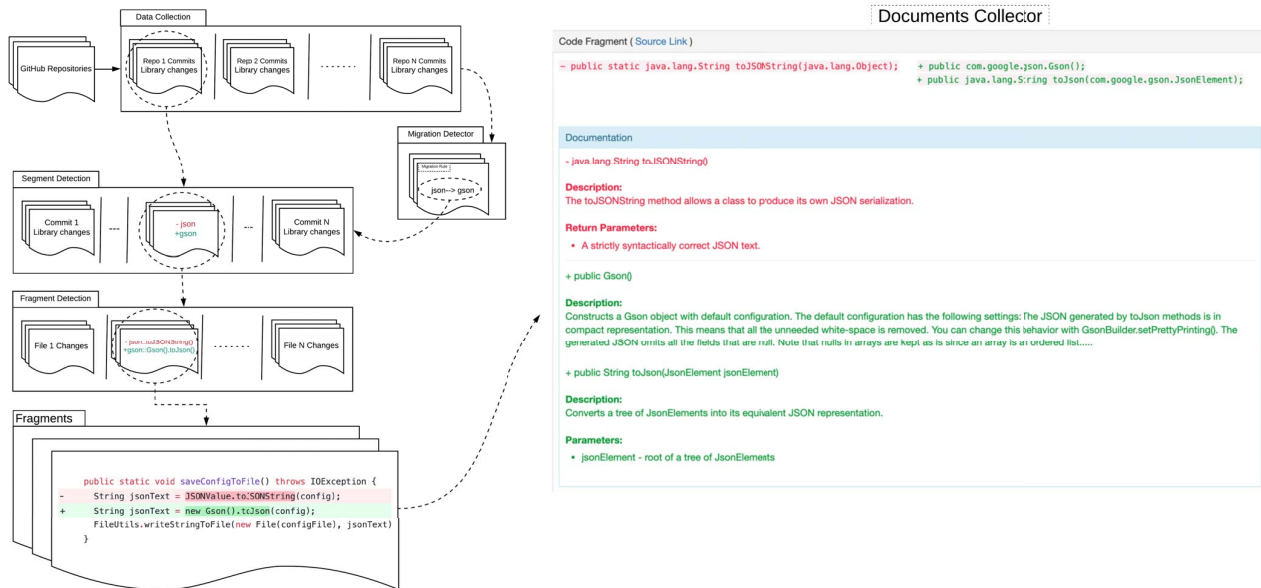 Data Collection
GitHub Repositories
Repo 1 Commits
Library changes
Repo 2 Commits
Library changes
.......
Repo N Commits
Library changes
Migration Detector
Migration Rule
json--> gson
Segment Detection
Commit 1
Library changes
---
- json
+gson
Commit N
Library changes
Fragment Detection
File 1 Changes
- json::toJSONString()
+gson::Gson().toJson()
.......
File N Changes
Fragments
public static void saveConfigToFile() throws IOException {
- String jsonText = JSONValue.toJSONString(config);
+ String jsonText = new Gson().toJson(config);
FileUtils.writeStringToFile(new File(configFile), jsonText)
}
Documents Collector
Code Fragment ( Source Link )
- public static java.lang.String toJSONString(java.lang.Object);
+ public com.google.json.Gson();
+ public java.lang.String toJson(com.google.gson.JsonElement);
Documentation
- java.lang.String toJSONString()
Description:
The toJSONString method allows a class to produce its own JSON serialization.
Return Parameters:
• A strictly syntactically correct JSON text.
+ public Gson()
Description:
Constructs a Gson object with default configuration. The default configuration has the following settings: The JSON generated by toJson methods is in
compact representation. This means that all the unneeded white-space is removed. You can change this behavior with GsonBuilder.setPrettyPrinting(). The
generated JSON omits all the fields that are null. Note that nulls in arrays are kept as is since an array is an ordered list.....
+ public String toJson(JsonElement jsonElement)
Description:
Converts a tree of JsonElements into its equivalent JSON representation.
Parameters:
• jsonElement - root of a tree of JsonElements